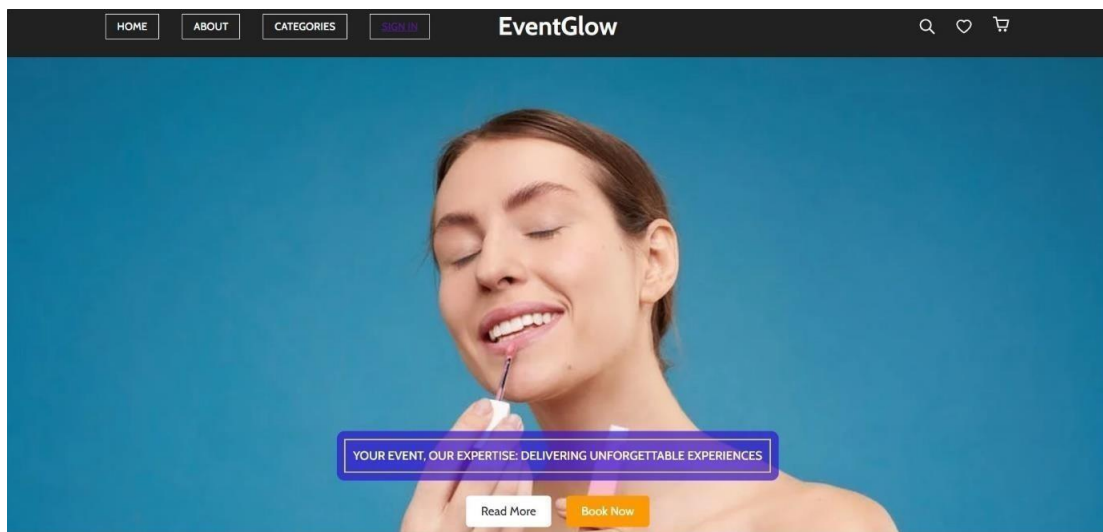 HOME ABOUT CATEGORIES SIGN IN EventGlow
YOUR EVENT, OUR EXPERTISE: DELIVERING UNFORGETTABLE EXPERIENCES
Read More Book Now